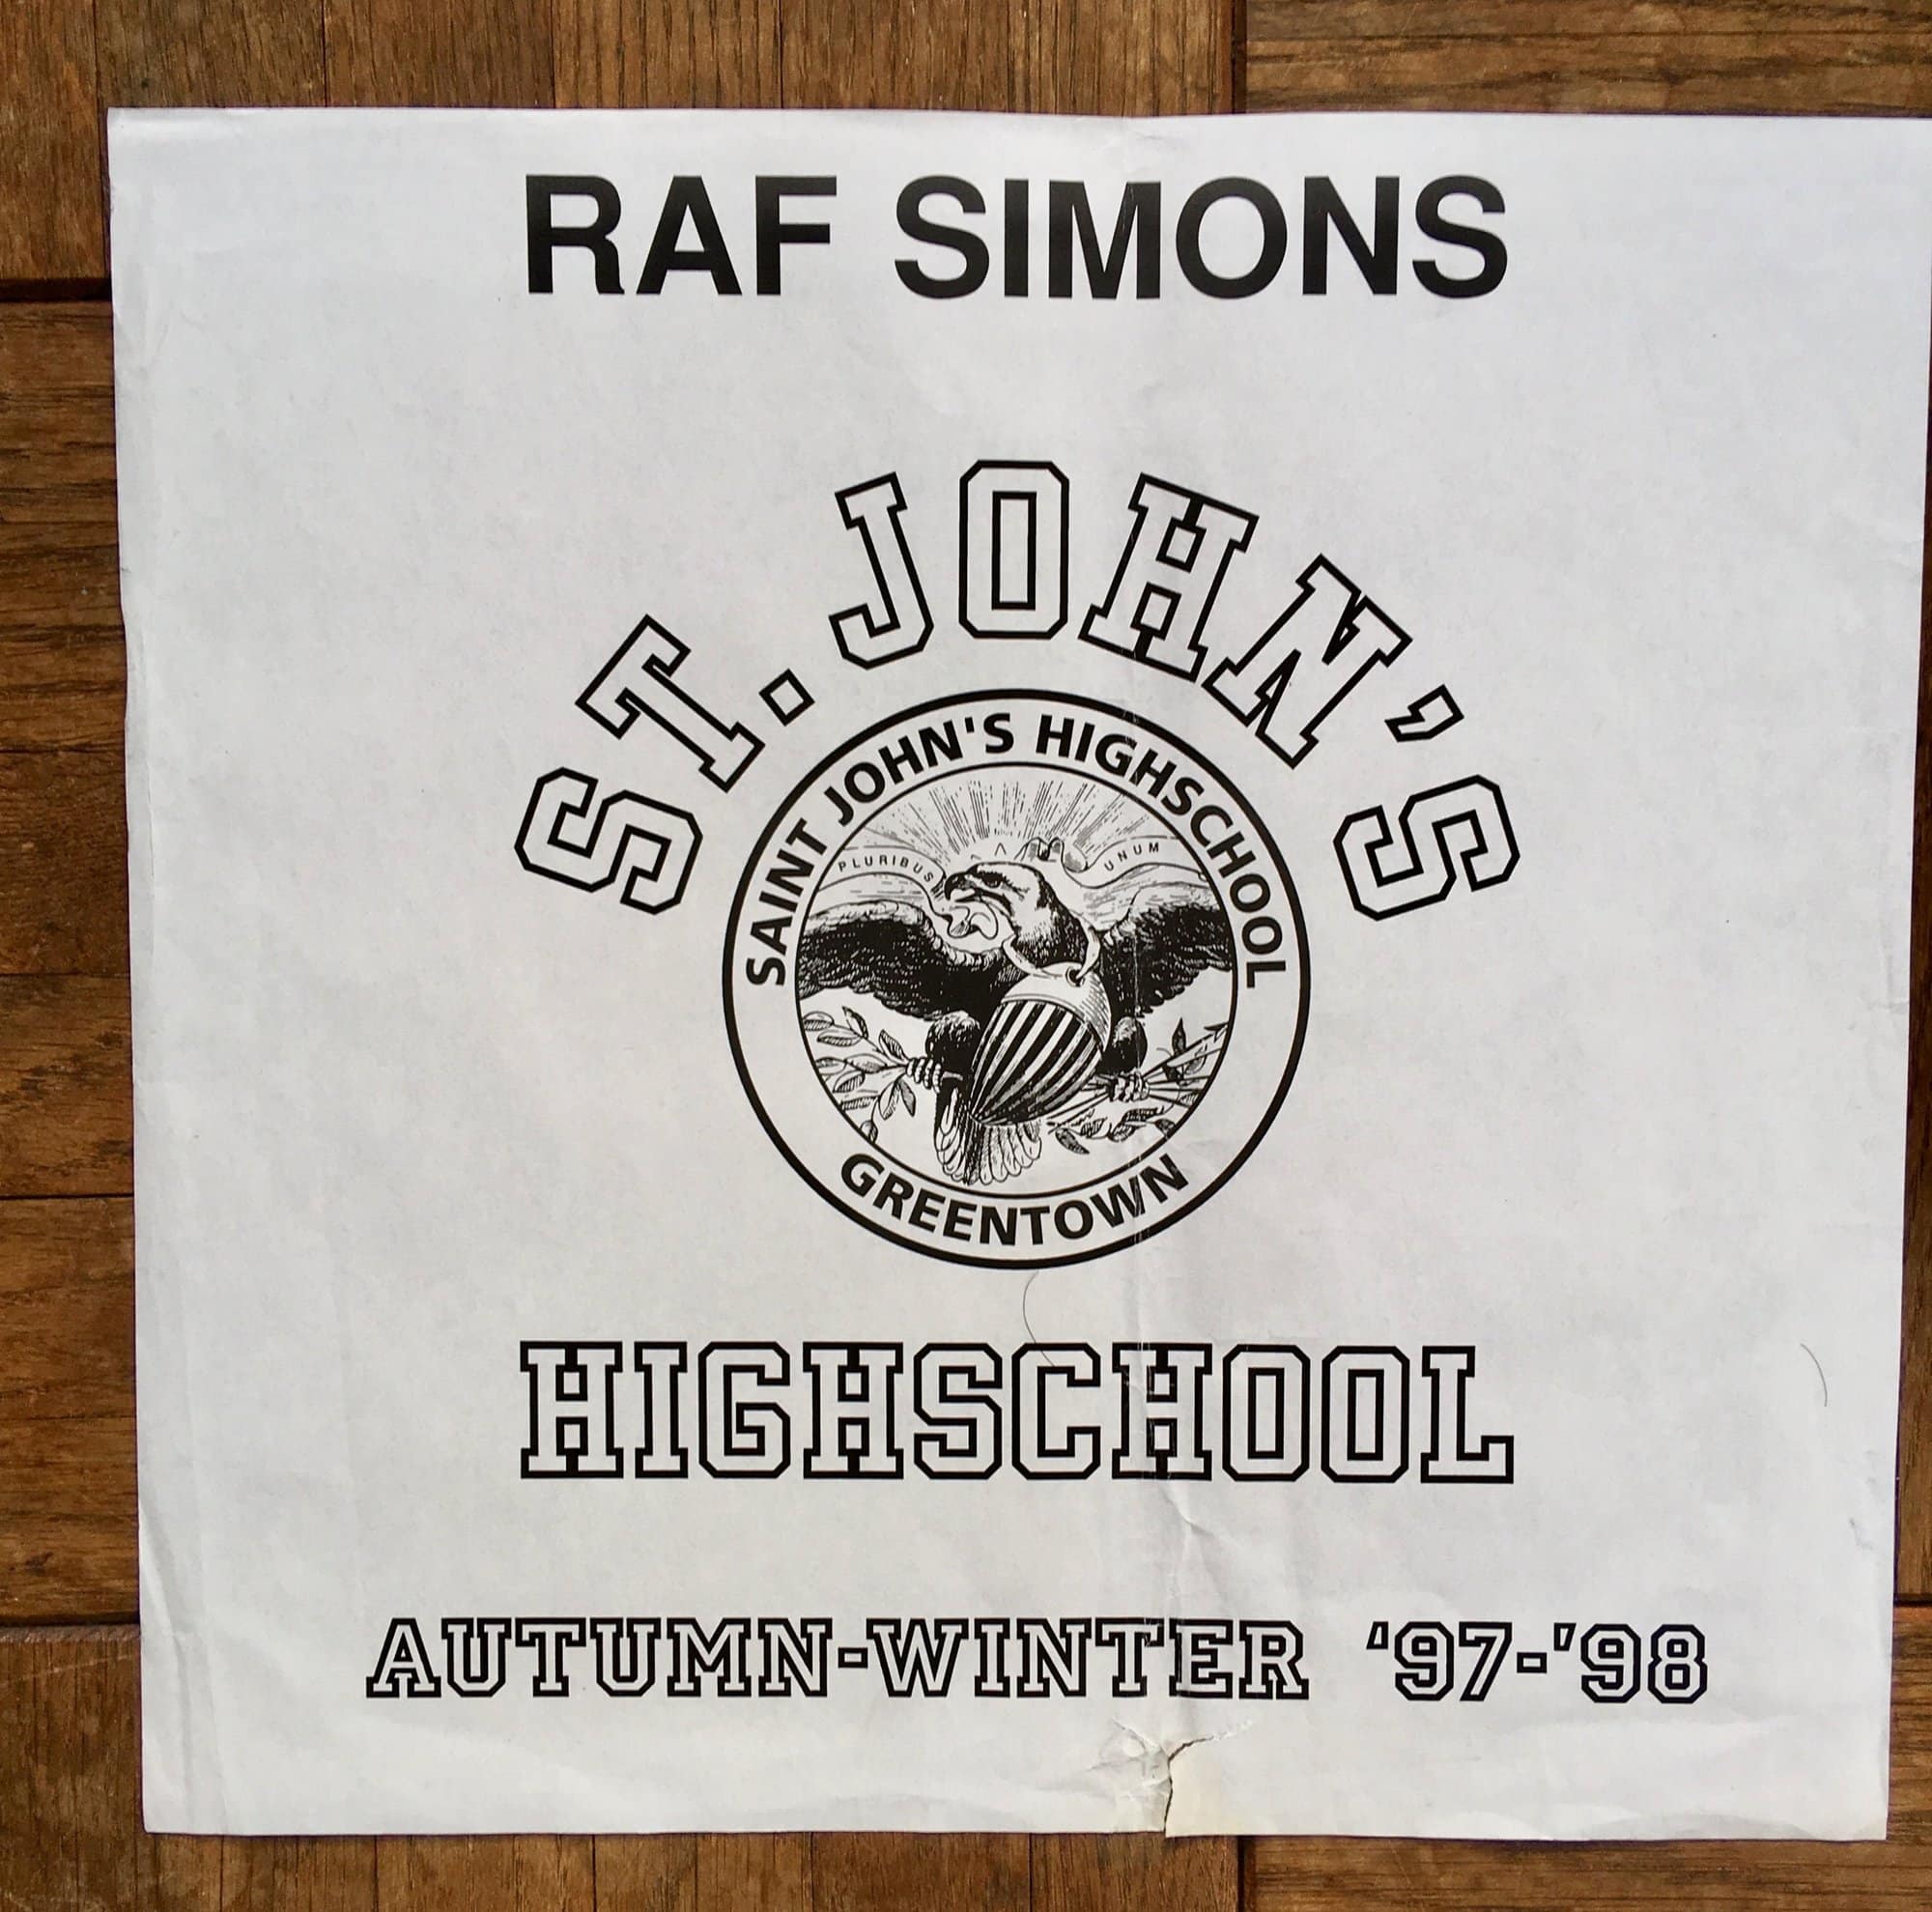 RAF SIMONS
ST. JOHN'S
SAINT JOHN'S HIGHSCHOOL
PLURIBUS UNUM
GREENTOWN
HIGHSCHOOL
AUTUMN-WINTER '97-'98